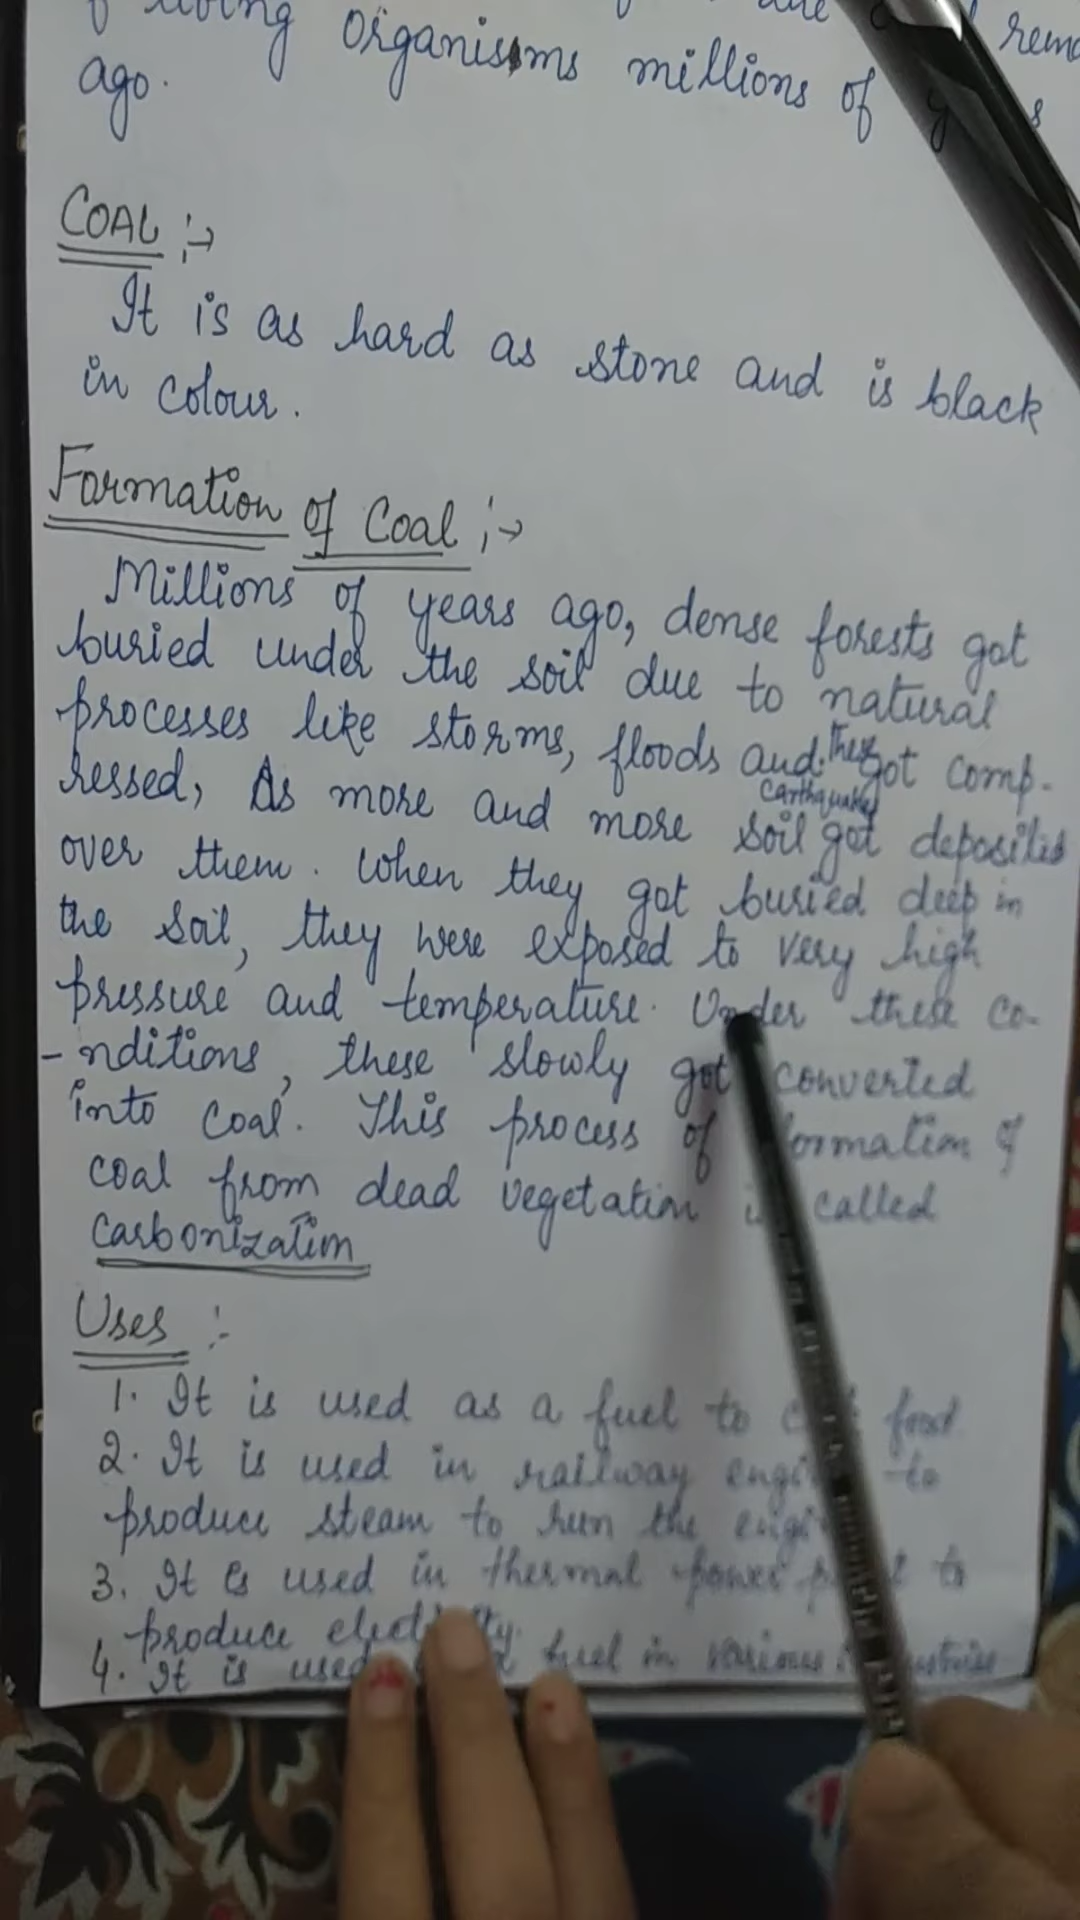 living organisms
ago. millions of
COAL :→
It is as hard as stone and is black
in colour.
Formation of Coal :→
Millions of years ago, dense forests got
buried under the soil due to natural
processes like storms, floods and These got comp-
earthquakes
ressed, As more and more soil got deposited
over them. When they got buried deep in
the soil, they were exposed to very high
pressure and temperature. Under these co-
-nditions, these slowly got converted
into coal. This process of formation of
coal from dead vegetation is called
carbonization
Uses :-
1. It is used as a fuel to food.
2. It is used in railway to
produce steam to run the
3. It is used in thermal power to
produce
4. It is used fuel in various